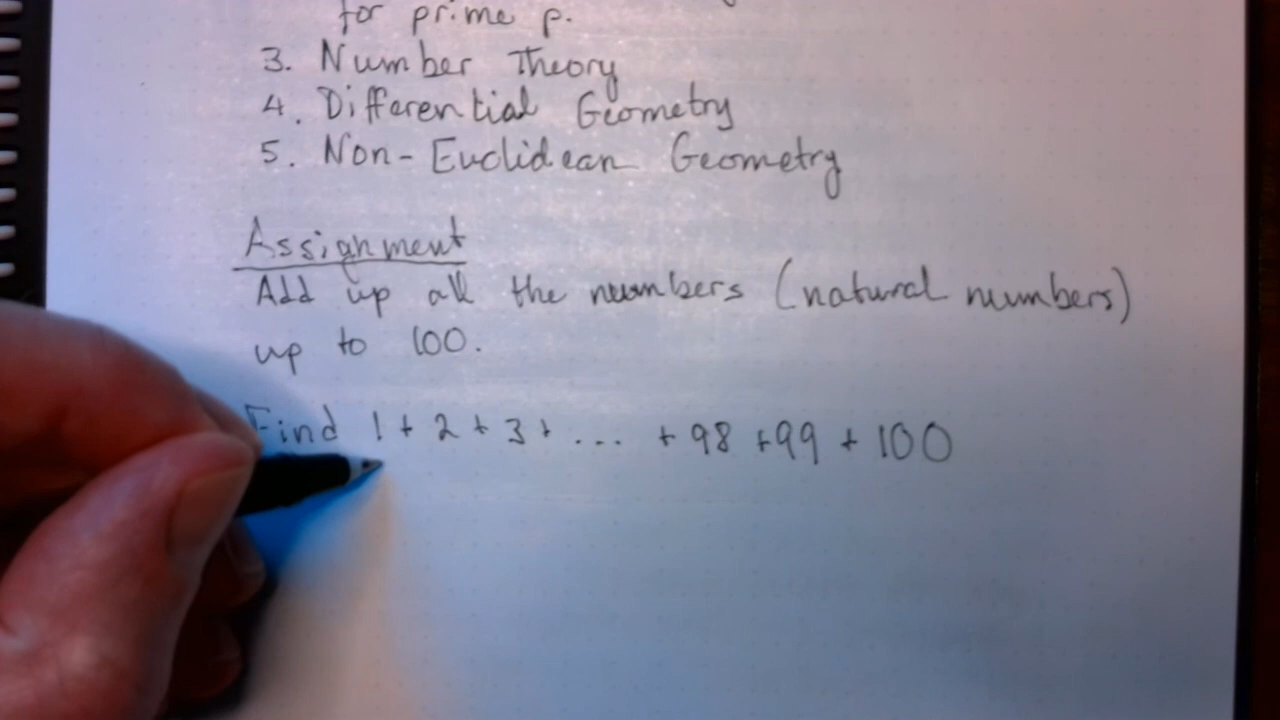 for prime p.
3. Number Theory
4. Differential Geometry
5. Non-Euclidean Geometry
Assignment
Add up all the numbers (natural numbers)
up to 100.
Find 1 + 2 + 3 + ... + 98 + 99 + 100